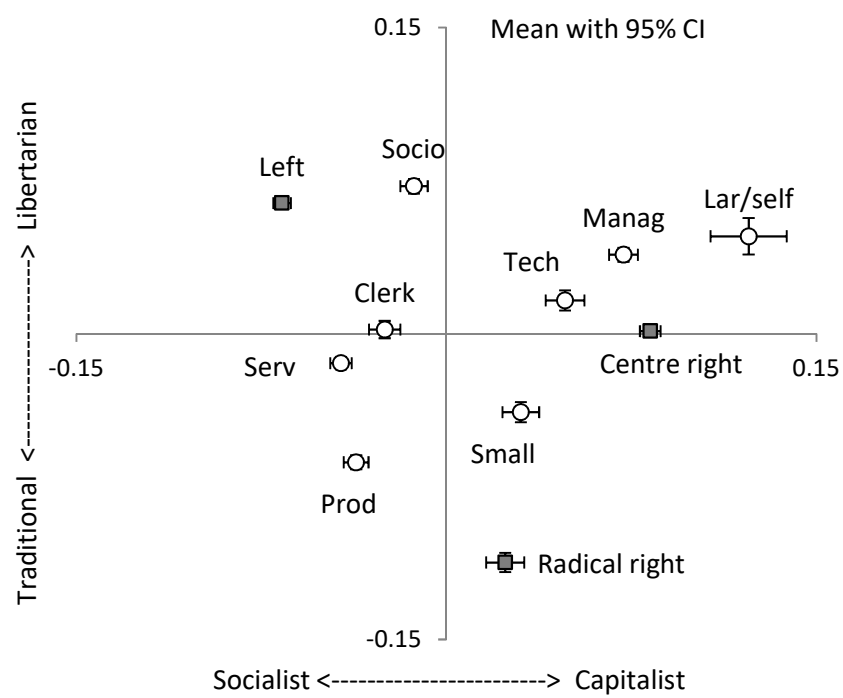 0.15
Mean with 95% CI
Socio
Left
Lar/self
Manag
Tech
Clerk
-0.15
Serv
Centre right
0.15
Small
Prod
Radical right
-0.15
Traditional <-----------------------> Libertarian
Socialist <-----------------------> Capitalist